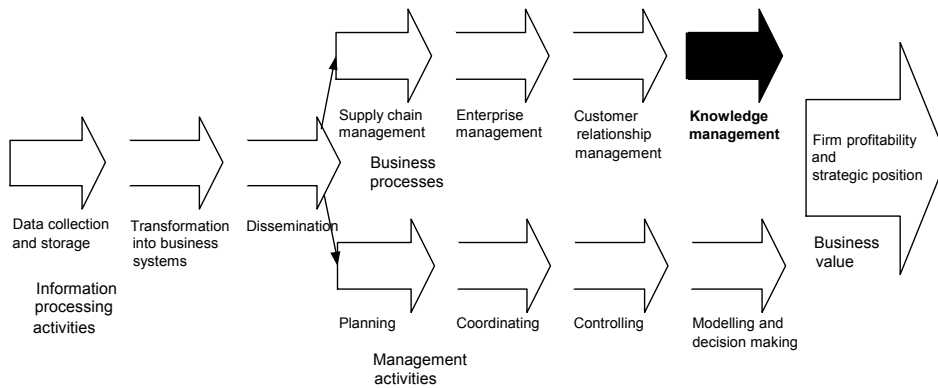 Supply chain
management
Enterprise
management
Customer
relationship
management
Knowledge
management
Business
processes
Firm profitability
and
strategic position
Data collection
and storage
Transformation
into business
systems
Dissemination
Business
value
Information
processing
activities
Planning
Coordinating
Controlling
Modelling and
decision making
Management
activities